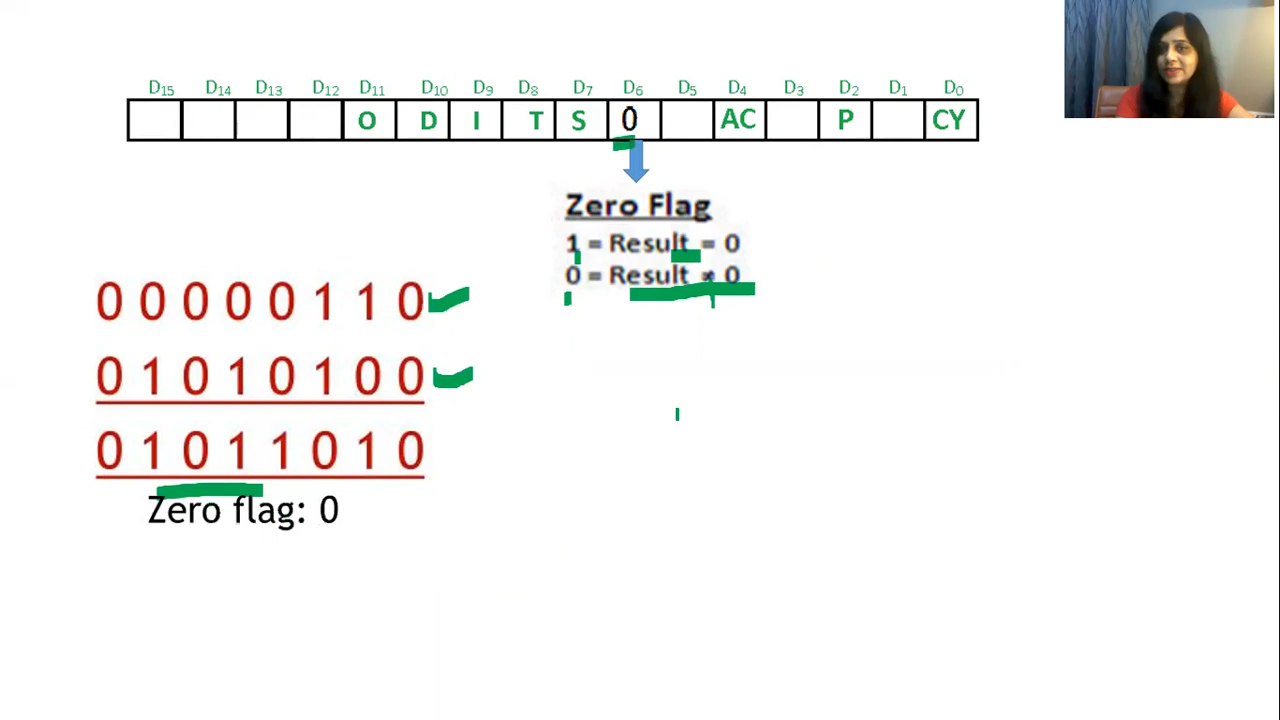 D15 D14 D13 D12 D11 D10 D9 D8 D7 D6 D5 D4 D3 D2 D1 D0
O D I T S 0 AC P CY
Zero Flag
1 = Result = 0
0 = Result ≠ 0
0 0 0 0 0 1 1 0
0 1 0 1 0 1 0 0
0 1 0 1 1 0 1 0
Zero flag: 0